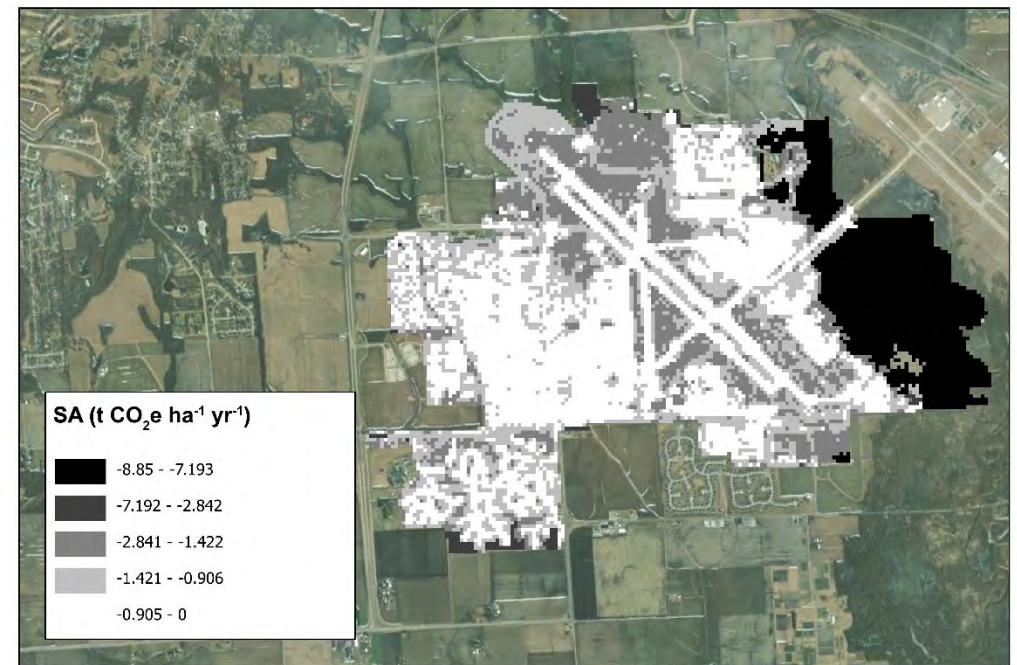 SA (t CO₂e ha⁻¹ yr⁻¹)
-8.85 - -7.193
-7.192 - -2.842
-2.841 - -1.422
-1.421 - -0.906
-0.905 - 0